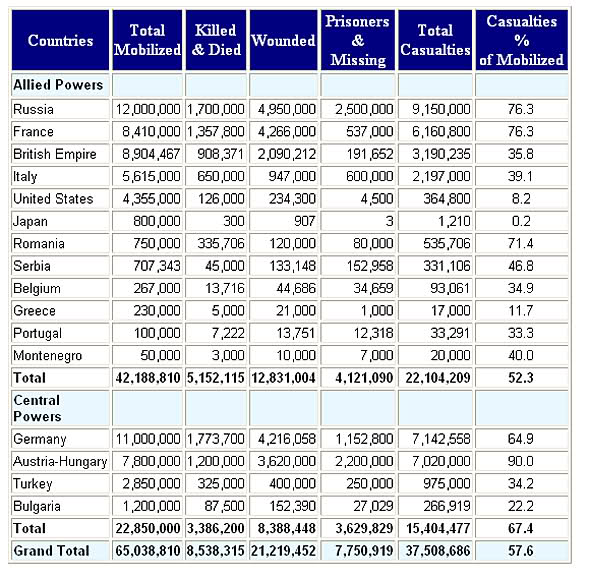 Countries Total Mobilized Killed & Died Wounded Prisoners & Missing Total Casualties Casualties % of Mobilized
Allied Powers
Russia 12,000,000 1,700,000 4,950,000 2,500,000 9,150,000 76.3
France 8,410,000 1,357,800 4,266,000 537,000 6,160,800 76.3
British Empire 8,904,467 908,371 2,090,212 191,652 3,190,235 35.8
Italy 5,615,000 650,000 947,000 600,000 2,197,000 39.1
United States 4,355,000 126,000 234,300 4,500 364,800 8.2
Japan 800,000 300 907 3 1,210 0.2
Romania 750,000 335,706 120,000 80,000 535,706 71.4
Serbia 707,343 45,000 133,148 152,958 331,106 46.8
Belgium 267,000 13,716 44,686 34,659 93,061 34.9
Greece 230,000 5,000 21,000 1,000 17,000 11.7
Portugal 100,000 7,222 13,751 12,318 33,291 33.3
Montenegro 50,000 3,000 10,000 7,000 20,000 40.0
Total 42,188,810 5,152,115 12,831,004 4,121,090 22,104,209 52.3
Central
Powers
Germany 11,000,000 1,773,700 4,216,058 1,152,800 7,142,558 64.9
Austria-Hungary 7,800,000 1,200,000 3,620,000 2,200,000 7,020,000 90.0
Turkey 2,850,000 325,000 400,000 250,000 975,000 34.2
Bulgaria 1,200,000 87,500 152,390 27,029 266,919 22.2
Total 22,850,000 3,386,200 8,388,448 3,629,829 15,404,477 67.4
Grand Total 65,038,810 8,538,315 21,219,452 7,750,919 37,508,686 57.6